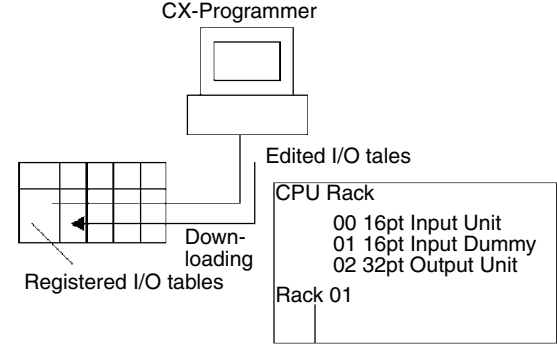 CX-Programmer
Edited I/O tales
Down-
loading
Registered I/O tables
CPU Rack
00 16pt Input Unit
01 16pt Input Dummy
02 32pt Output Unit
Rack 01